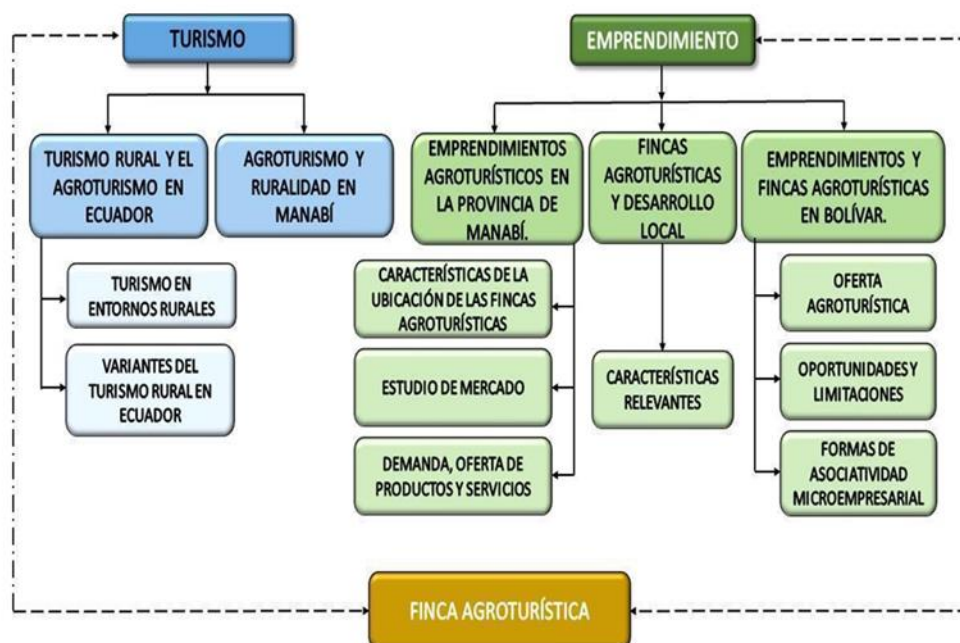 TURISMO
EMPRENDIMIENTO
TURISMO RURAL Y EL
AGROTURISMO EN
ECUADOR
AGROTURISMO Y
RURALIDAD EN
MANABÍ
EMPRENDIMIENTOS
AGROTURÍSTICOS EN
LA PROVINCIA DE
MANABÍ.
FINCAS
AGROTURÍSTICAS
Y DESARROLLO
LOCAL
EMPRENDIMIENTOS Y
FINCAS AGROTURÍSTICAS
EN BOLÍVAR.
TURISMO EN
ENTORNOS RURALES
VARIANTES DEL
TURISMO RURAL EN
ECUADOR
CARACTERÍSTICAS DE LA
UBICACIÓN DE LAS FINCAS
AGROTURÍSTICAS
ESTUDIO DE MERCADO
DEMANDA, OFERTA DE
PRODUCTOS Y SERVICIOS
CARACTERÍSTICAS
RELEVANTES
OFERTA
AGROTURÍSTICA
OPORTUNIDADES Y
LIMITACIONES
FORMAS DE
ASOCIATIVIDAD
MICROEMPRESARIAL
FINCA AGROTURÍSTICA